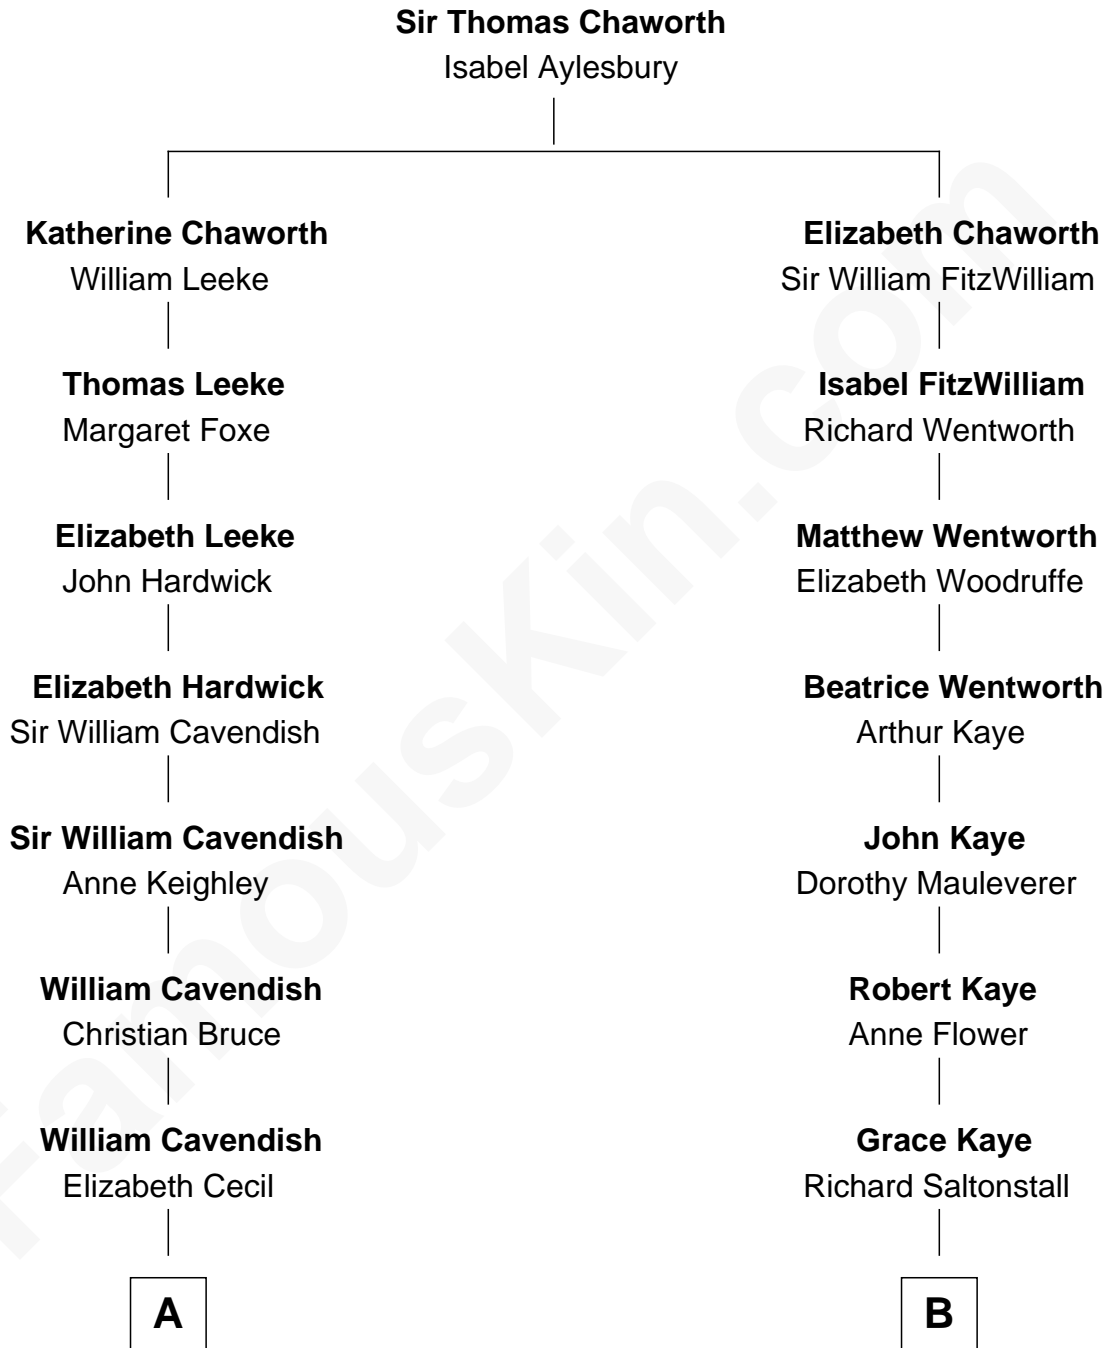 Sir Thomas Chaworth
Isabel Aylesbury
Katherine Chaworth
William Leeke
Elizabeth Chaworth
Sir William FitzWilliam
Thomas Leeke
Margaret Foxe
Isabel FitzWilliam
Richard Wentworth
Elizabeth Leeke
John Hardwick
Matthew Wentworth
Elizabeth Woodruffe
Elizabeth Hardwick
Sir William Cavendish
Beatrice Wentworth
Arthur Kaye
Sir William Cavendish
Anne Keighley
John Kaye
Dorothy Mauleverer
William Cavendish
Christian Bruce
Robert Kaye
Anne Flower
William Cavendish
Elizabeth Cecil
Grace Kaye
Richard Saltonstall
A
B
FamousKin.com